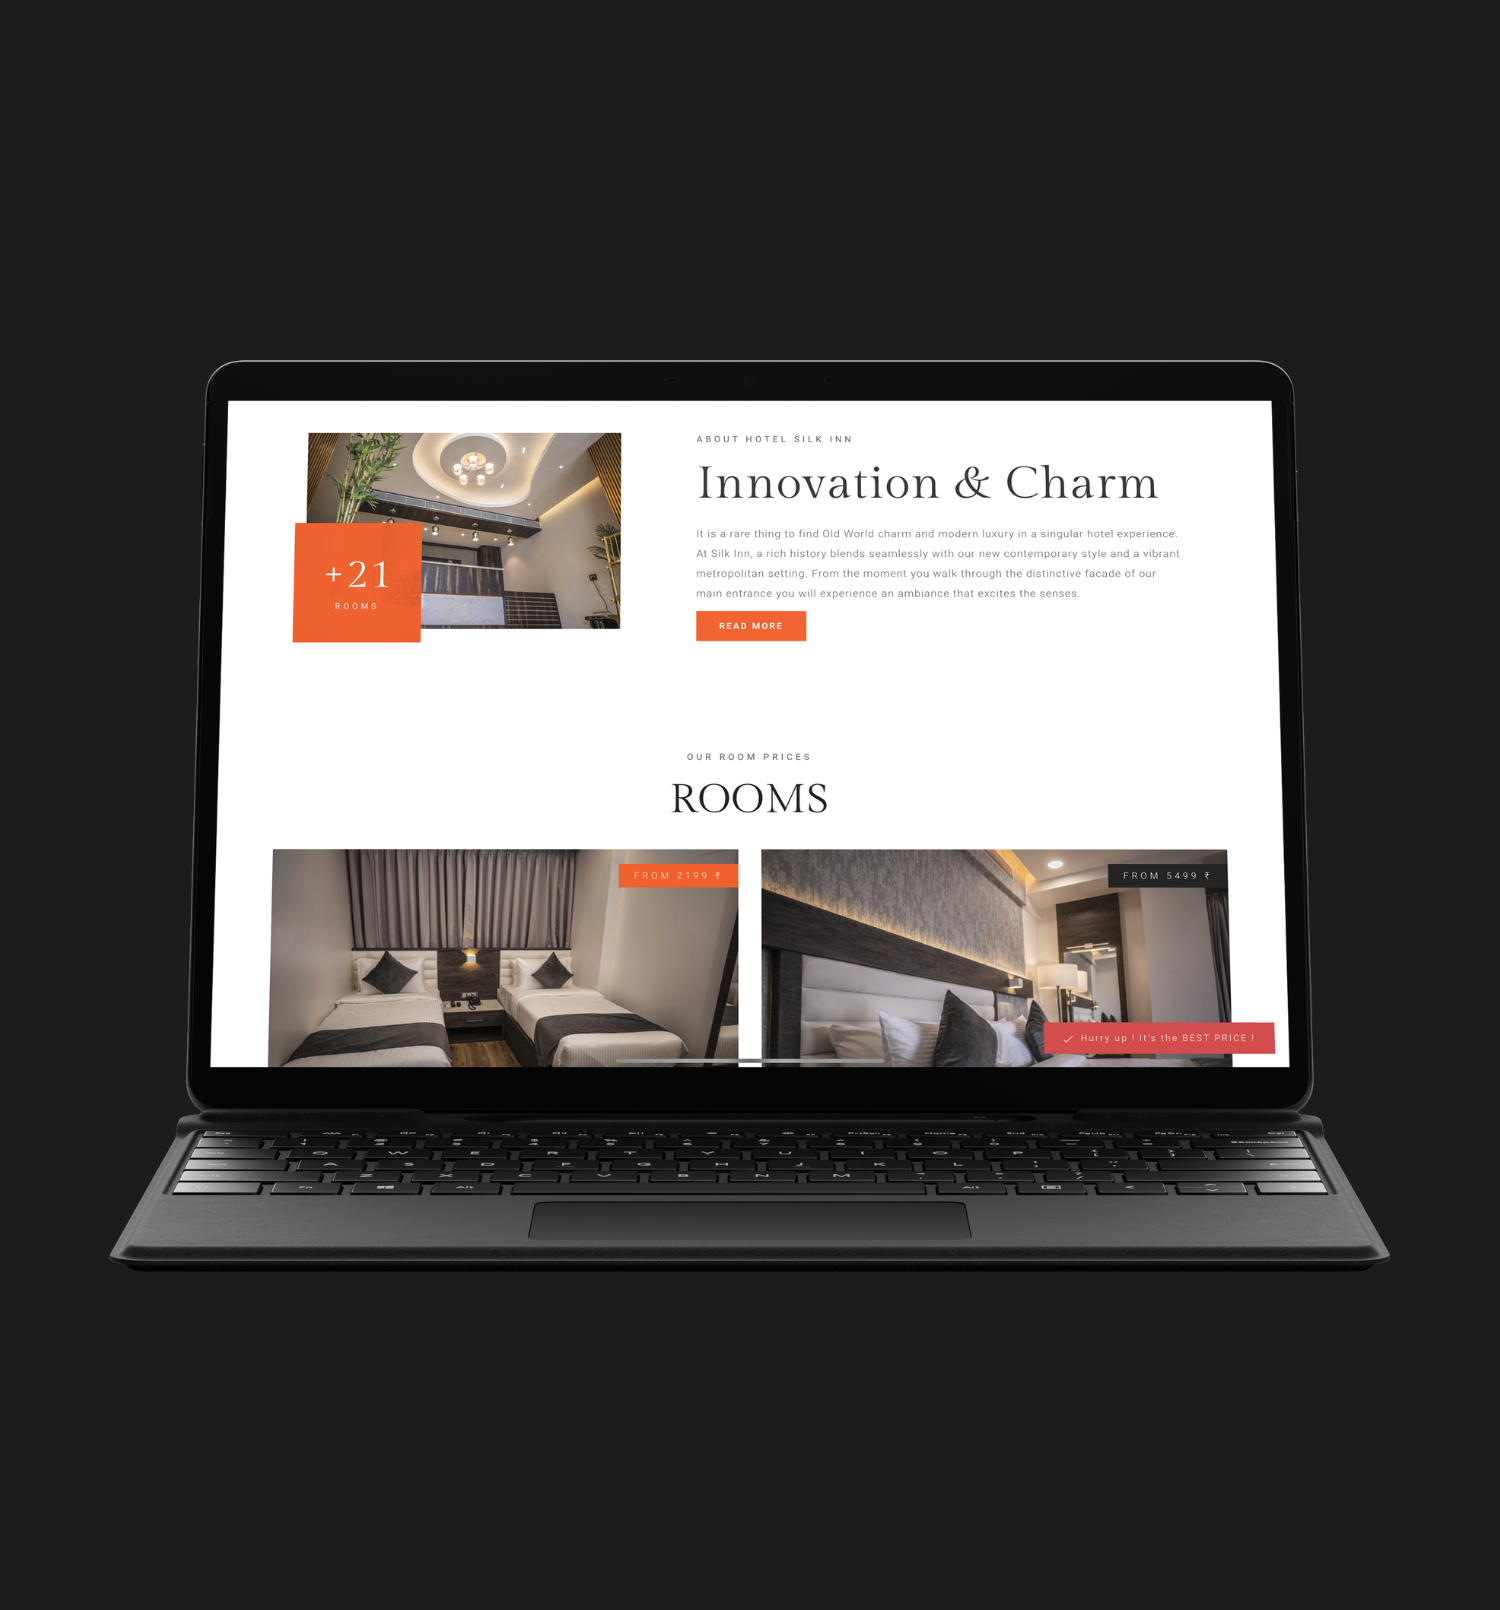 ABOUT HOTEL SILK INN
Innovation & Charm
It is a rare thing to find Old World charm and modern luxury in a singular hotel experience.
At Silk Inn, a rich history blends seamlessly with our new contemporary style and a vibrant
metropolitan setting. From the moment you walk through the distinctive facade of our
main entrance you will experience an ambiance that excites the senses.
READ MORE
+21
ROOMS
OUR ROOM PRICES
ROOMS
FROM 2199 ₹
FROM 5499 ₹
Hurry up ! It's the BEST PRICE !
Q W E R T Y U I O P
A S D F G H J K L
Z X C V B N M
Fn
Alt
Alt